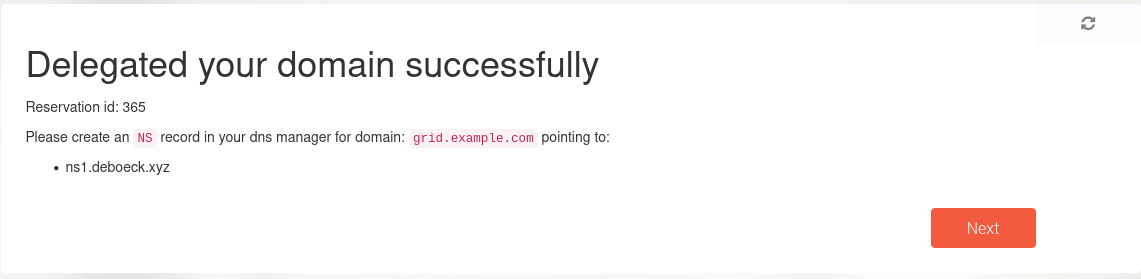 Delegated your domain successfully
Reservation id: 365
Please create an NS record in your dns manager for domain: grid.example.com pointing to:
• ns1.deboeck.xyz
Next